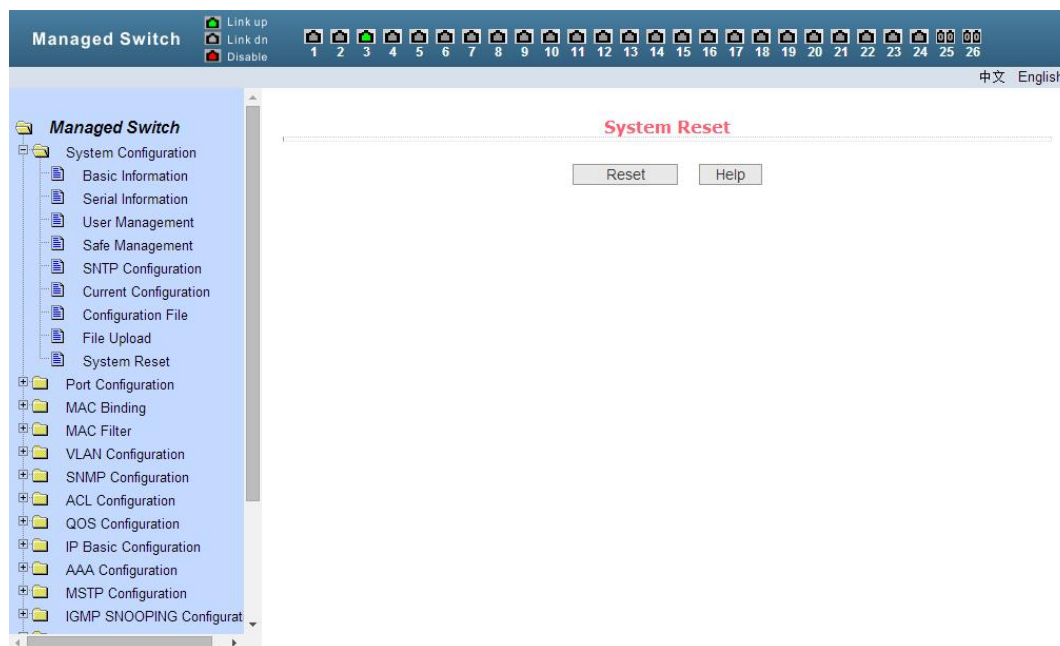 Managed Switch
Link up
Link dn
Disable
1 2 3 4 5 6 7 8 9 10 11 12 13 14 15 16 17 18 19 20 21 22 23 24 25 26
中文 English
Managed Switch
System Configuration
Basic Information
Serial Information
User Management
Safe Management
SNTP Configuration
Current Configuration
Configuration File
File Upload
System Reset
Port Configuration
MAC Binding
MAC Filter
VLAN Configuration
SNMP Configuration
ACL Configuration
QOS Configuration
IP Basic Configuration
AAA Configuration
MSTP Configuration
IGMP SNOOPING Configurat
System Reset
Reset Help